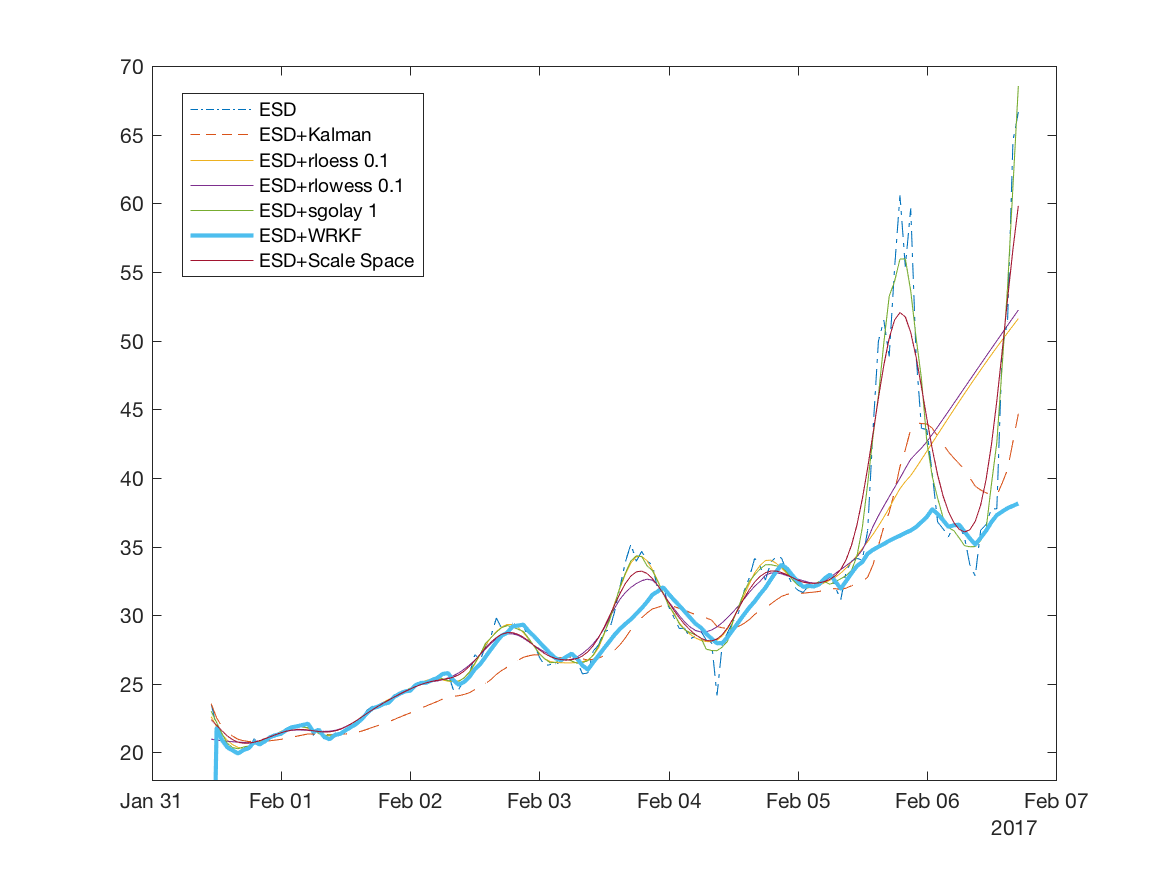 70
65
60
55
50
45
40
35
30
25
20
ESD
ESD+Kalman
ESD+rloess 0.1
ESD+rlowess 0.1
ESD+sgolay 1
ESD+WRKF
ESD+Scale Space
Jan 31 Feb 01 Feb 02 Feb 03 Feb 04 Feb 05 Feb 06 Feb 07
2017